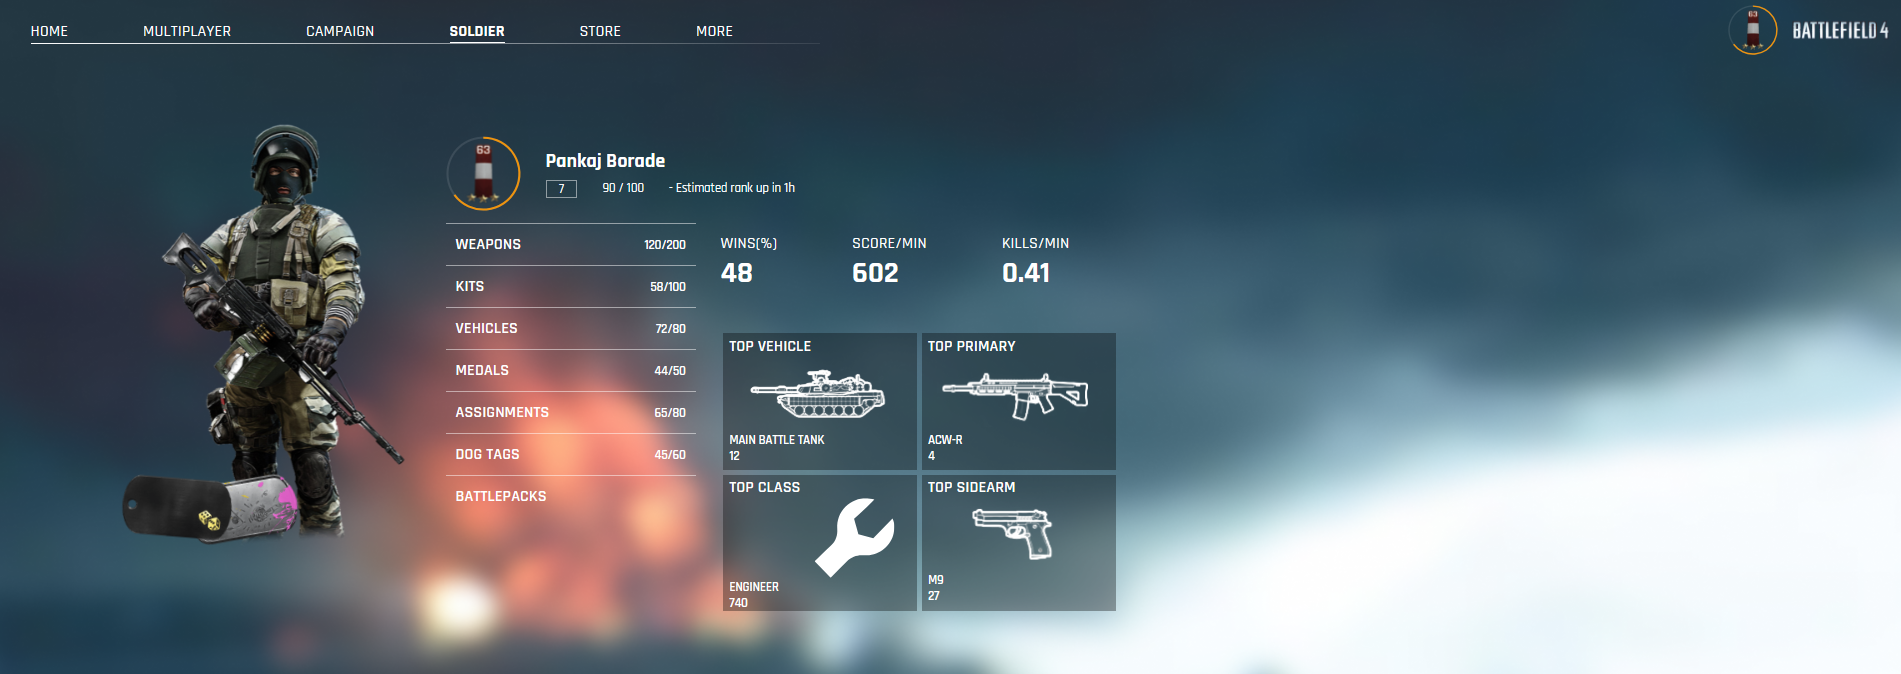 HOME MULTIPLAYER CAMPAIGN SOLDIER STORE MORE
63
BATTLEFIELD 4
63
Pankaj Borade
7 90 / 100 - Estimated rank up in 1h
WEAPONS 120/200
KITS 58/100
VEHICLES 72/80
MEDALS 44/50
ASSIGNMENTS 65/80
DOG TAGS 45/60
BATTLEPACKS
WINS(%) SCORE/MIN KILLS/MIN
48 602 0.41
TOP VEHICLE
MAIN BATTLE TANK
12
TOP PRIMARY
ACW-R
4
TOP CLASS
ENGINEER
740
TOP SIDEARM
M9
27